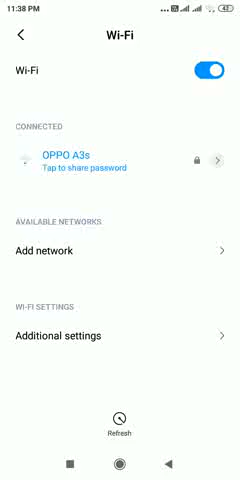 11:38 PM
43
Wi-Fi
Wi-Fi
CONNECTED
OPPO A3s
Tap to share password
AVAILABLE NETWORKS
Add network
WI-FI SETTINGS
Additional settings
Refresh